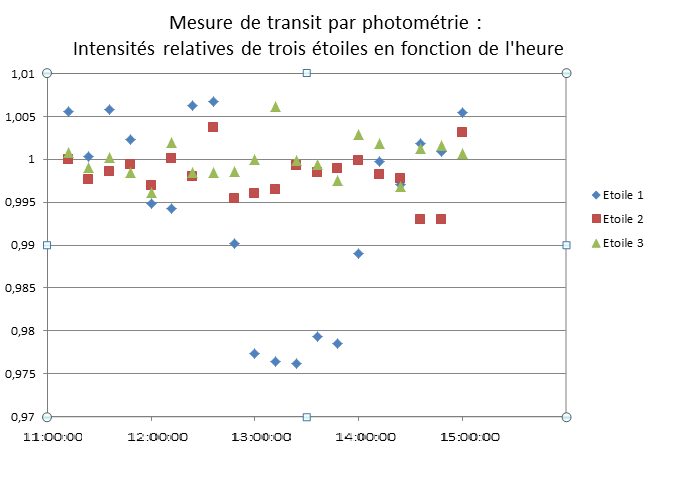 Mesure de transit par photométrie :
Intensités relatives de trois étoiles en fonction de l'heure
1,01
1,005
1
0,995
0,99
0,985
0,98
0,975
0,97
11:00:00 12:00:00 13:00:00 14:00:00 15:00:00
Etoile 1
Etoile 2
Etoile 3